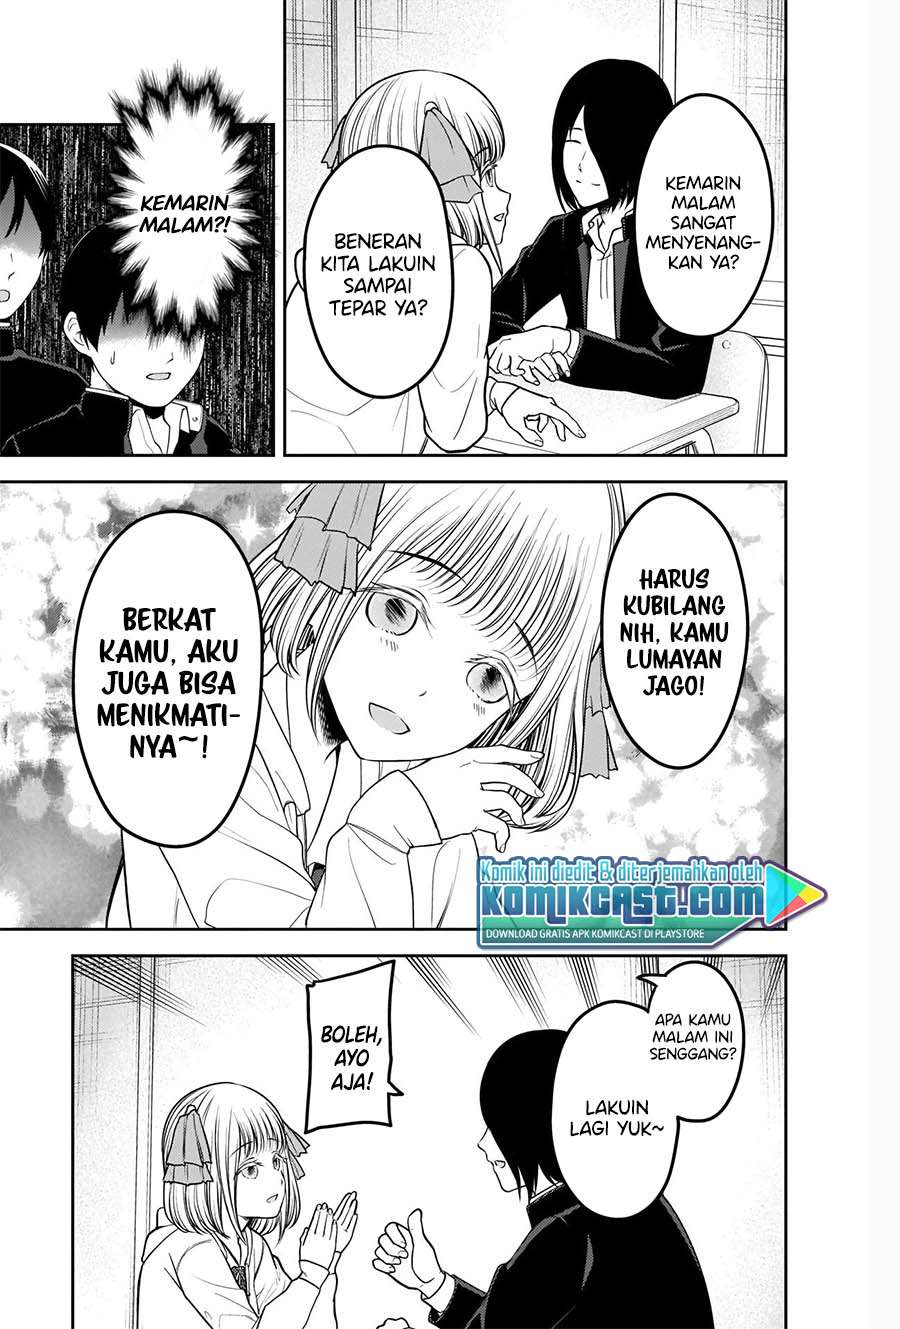 KEMARIN
MALAM
SANGAT
MENYENANG-
KAN YA?
BENERAN
KITA LAKUIN
SAMPAI
TEPAR YA?
KEMARIN
MALAM?!
HARUS
KUBILANG
NIH, KAMU
LUMAYAN
JAGO!
BERKAT
KAMU, AKU
JUGA BISA
MENIKMATI-
NYA~!
Komik ini diedit & diterjemahkan oleh
KOMIKCAST.COM
DOWNLOAD GRATIS APK KOMIKCAST DI PLAYSTORE
APA KAMU
MALAM INI
SENGGANG?
LAKUIN
LAGI YUK~
BOLEH,
AYO
AJA!